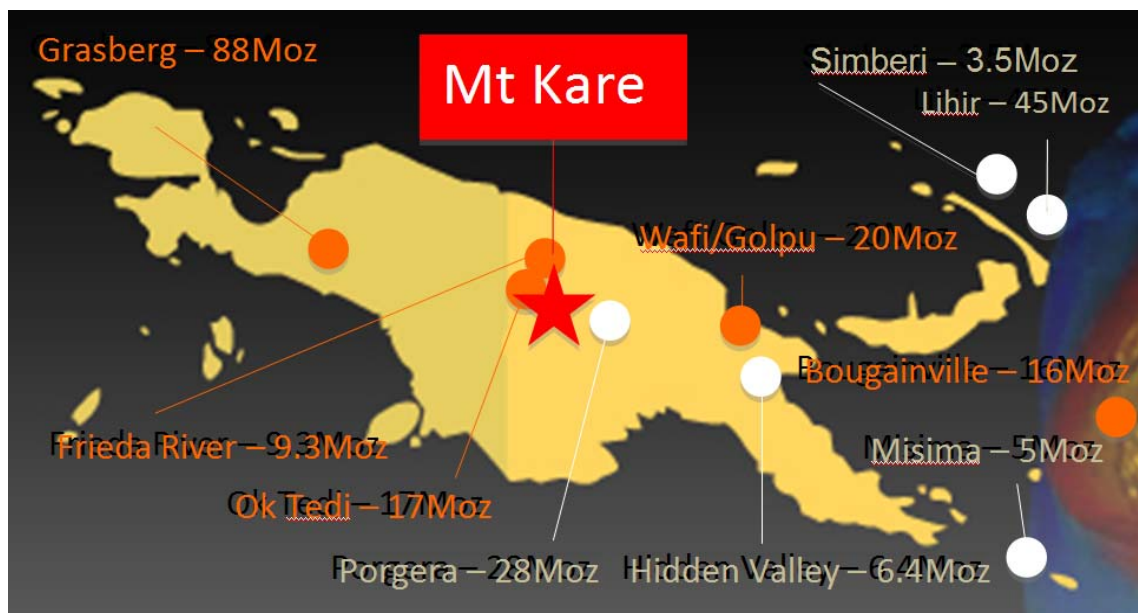 Grasberg – 88Moz
Mt Kare
Simberi – 3.5Moz
Lihir – 45Moz
Wafi/Golpu – 20Moz
Bougainville – 16Moz
Frieda River – 9.3Moz
Misima – 5Moz
Ok Tedi – 17Moz
Porgera – 28Moz
Hidden Valley – 6.4Moz